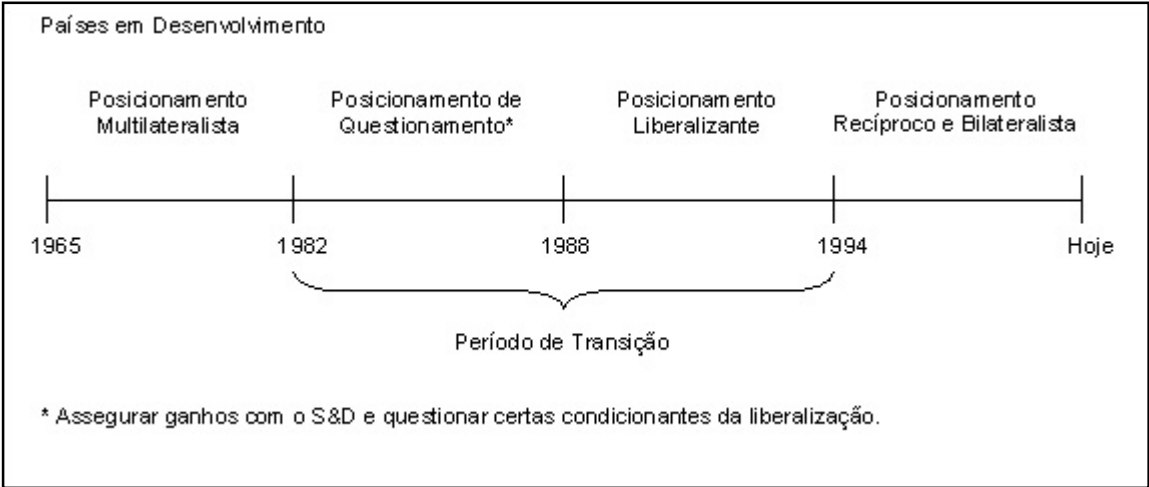 Países em Desenvolvimento
Posicionamento
Multilateralista
Posicionamento de
Questionamento*
Posicionamento
Liberalizante
Posicionamento
Recíproco e Bilateralista
1965
1982
1988
1994
Hoje
Período de Transição
* Assegurar ganhos com o S&D e questionar certas condicionantes da liberalização.